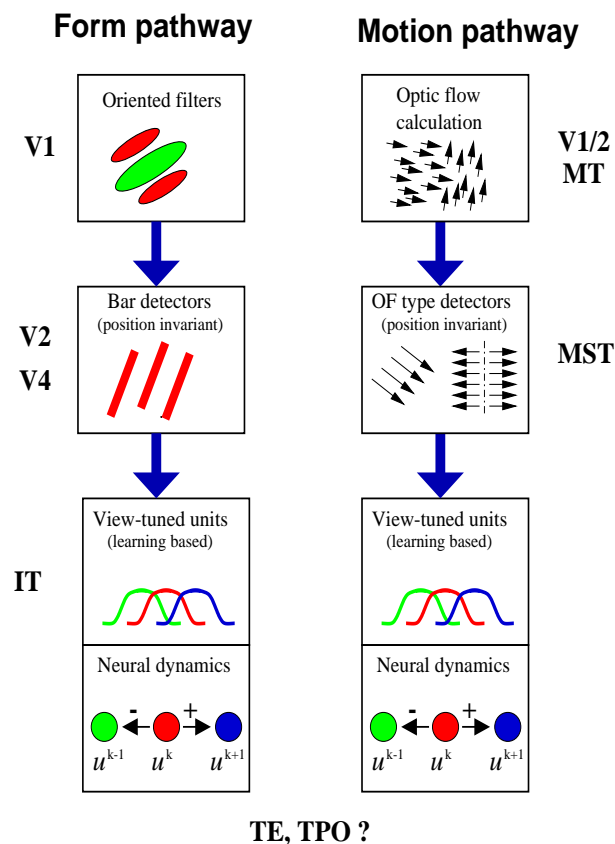 Form pathway
Motion pathway
V1
Oriented filters
Optic flow
calculation
V1/2
MT
V2
V4
Bar detectors
(position invariant)
OF type detectors
(position invariant)
MST
IT
View-tuned units
(learning based)
View-tuned units
(learning based)
Neural dynamics
- +
u^k-1 u^k u^k+1
Neural dynamics
- +
u^k-1 u^k u^k+1
TE, TPO ?